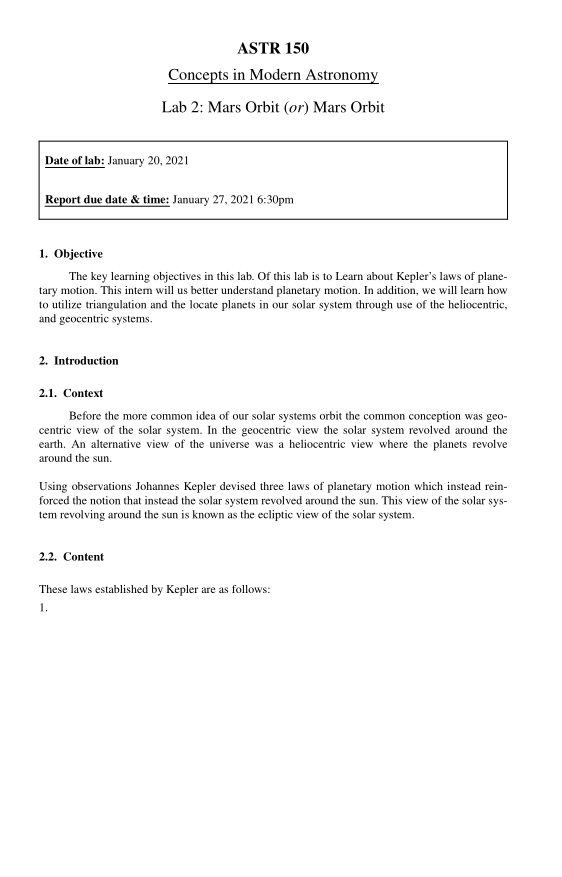 ASTR 150
Concepts in Modern Astronomy
Lab 2: Mars Orbit (or) Mars Orbit
Date of lab: January 20, 2021
Report due date & time: January 27, 2021 6:30pm
1. Objective
The key learning objectives in this lab. Of this lab is to Learn about Kepler's laws of plane-
tary motion. This intern will us better understand planetary motion. In addition, we will learn how
to utilize triangulation and the locate planets in our solar system through use of the heliocentric,
and geocentric systems.
2. Introduction
2.1. Context
Before the more common idea of our solar systems orbit the common conception was geo-
centric view of the solar system. In the geocentric view the solar system revolved around the
earth. An alternative view of the universe was a heliocentric view where the planets revolve
around the sun.
Using observations Johannes Kepler devised three laws of planetary motion which instead rein-
forced the notion that instead the solar system revolved around the sun. This view of the solar sys-
tem revolving around the sun is known as the ecliptic view of the solar system.
2.2. Content
These laws established by Kepler are as follows:
1.